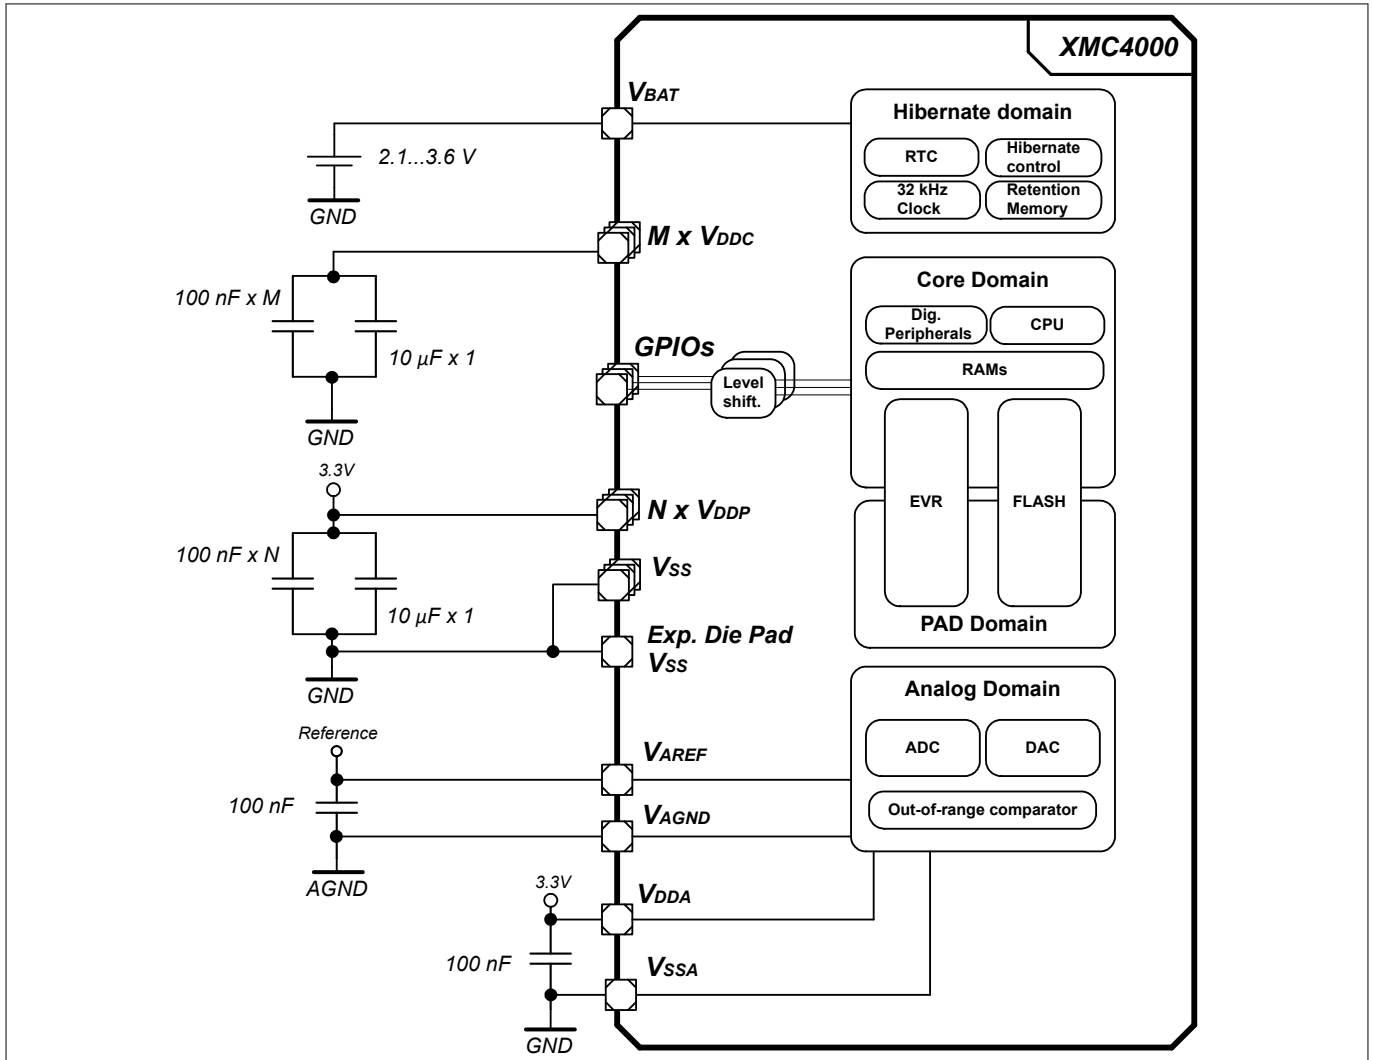 XMC4000
VBAT
Hibernate domain
RTC
Hibernate
control
32 kHz
Clock
Retention
Memory
2.1...3.6 V
GND
M x VDDC
100 nF x M
10 µF x 1
GND
Core Domain
Dig.
Peripherals
CPU
RAMs
GPIOs
Level
shift.
EVR
FLASH
PAD Domain
3.3V
N x VDDP
100 nF x N
10 µF x 1
VSS
Exp. Die Pad
VSS
GND
Analog Domain
ADC
DAC
Out-of-range comparator
Reference
VAREF
100 nF
VAGND
AGND
3.3V
VDDA
100 nF
VSSA
GND